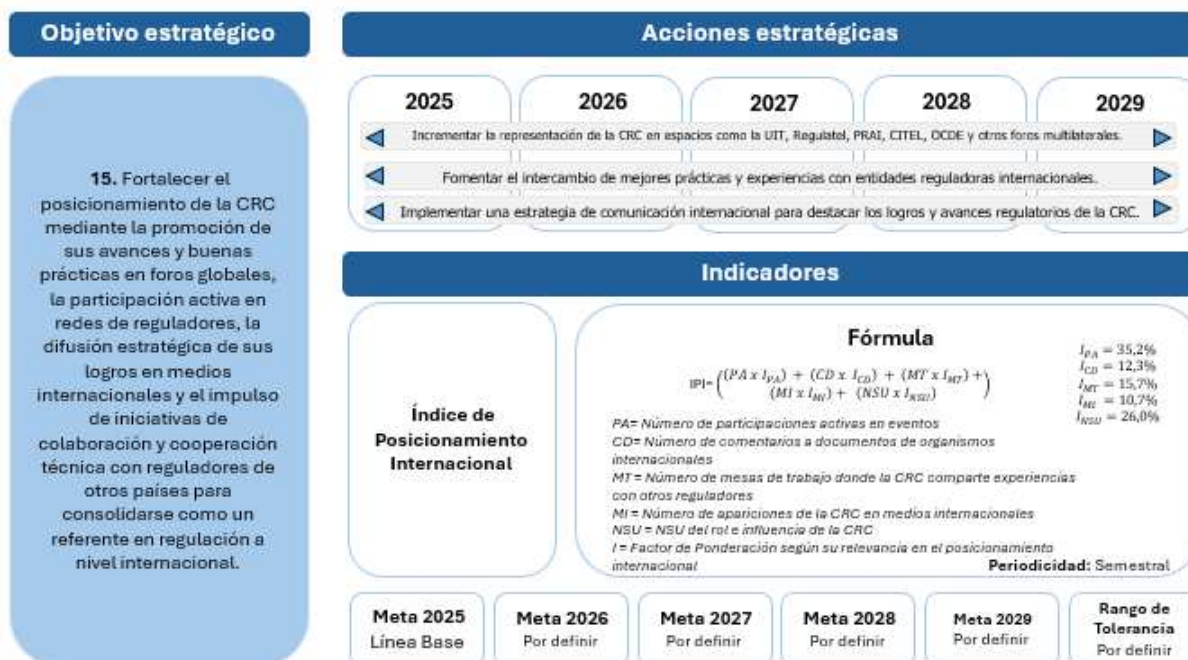 Objetivo estratégico
15. Fortalecer el
posicionamiento de la CRC
mediante la promoción de
sus avances y buenas
prácticas en foros globales,
la participación activa en
redes de reguladores, la
difusión estratégica de sus
logros en medios
internacionales y el impulso
de iniciativas de
colaboración y cooperación
técnica con reguladores de
otros países para
consolidarse como un
referente en regulación a
nivel internacional.
Acciones estratégicas
2025 2026 2027 2028 2029
Incrementar la representación de la CRC en espacios como la UIT, Regulatel, PRAI, CITEL, OCDE y otros foros multilaterales.
Fomentar el intercambio de mejores prácticas y experiencias con entidades reguladoras internacionales.
Implementar una estrategia de comunicación internacional para destacar los logros y avances regulatorios de la CRC.
Indicadores
Índice de
Posicionamiento
Internacional
Fórmula
IPI= ((PA x I_PA) + (CD x I_CD) + (MT x I_MT) +
(MI x I_MI) + (NSU x I_NSU))
I_PA = 35,2%
I_CD = 12,3%
I_MT = 15,7%
I_MI = 10,7%
I_NSU = 26,0%
PA= Número de participaciones activas en eventos
CD= Número de comentarios a documentos de organismos
internacionales
MT = Número de mesas de trabajo donde la CRC comparte experiencias
con otros reguladores
MI = Número de apariciones de la CRC en medios internacionales
NSU = NSU del rol e influencia de la CRC
I = Factor de Ponderación según su relevancia en el posicionamiento
internacional
Periodicidad: Semestral
Meta 2025
Línea Base
Meta 2026
Por definir
Meta 2027
Por definir
Meta 2028
Por definir
Meta 2029
Por definir
Rango de
Tolerancia
Por definir